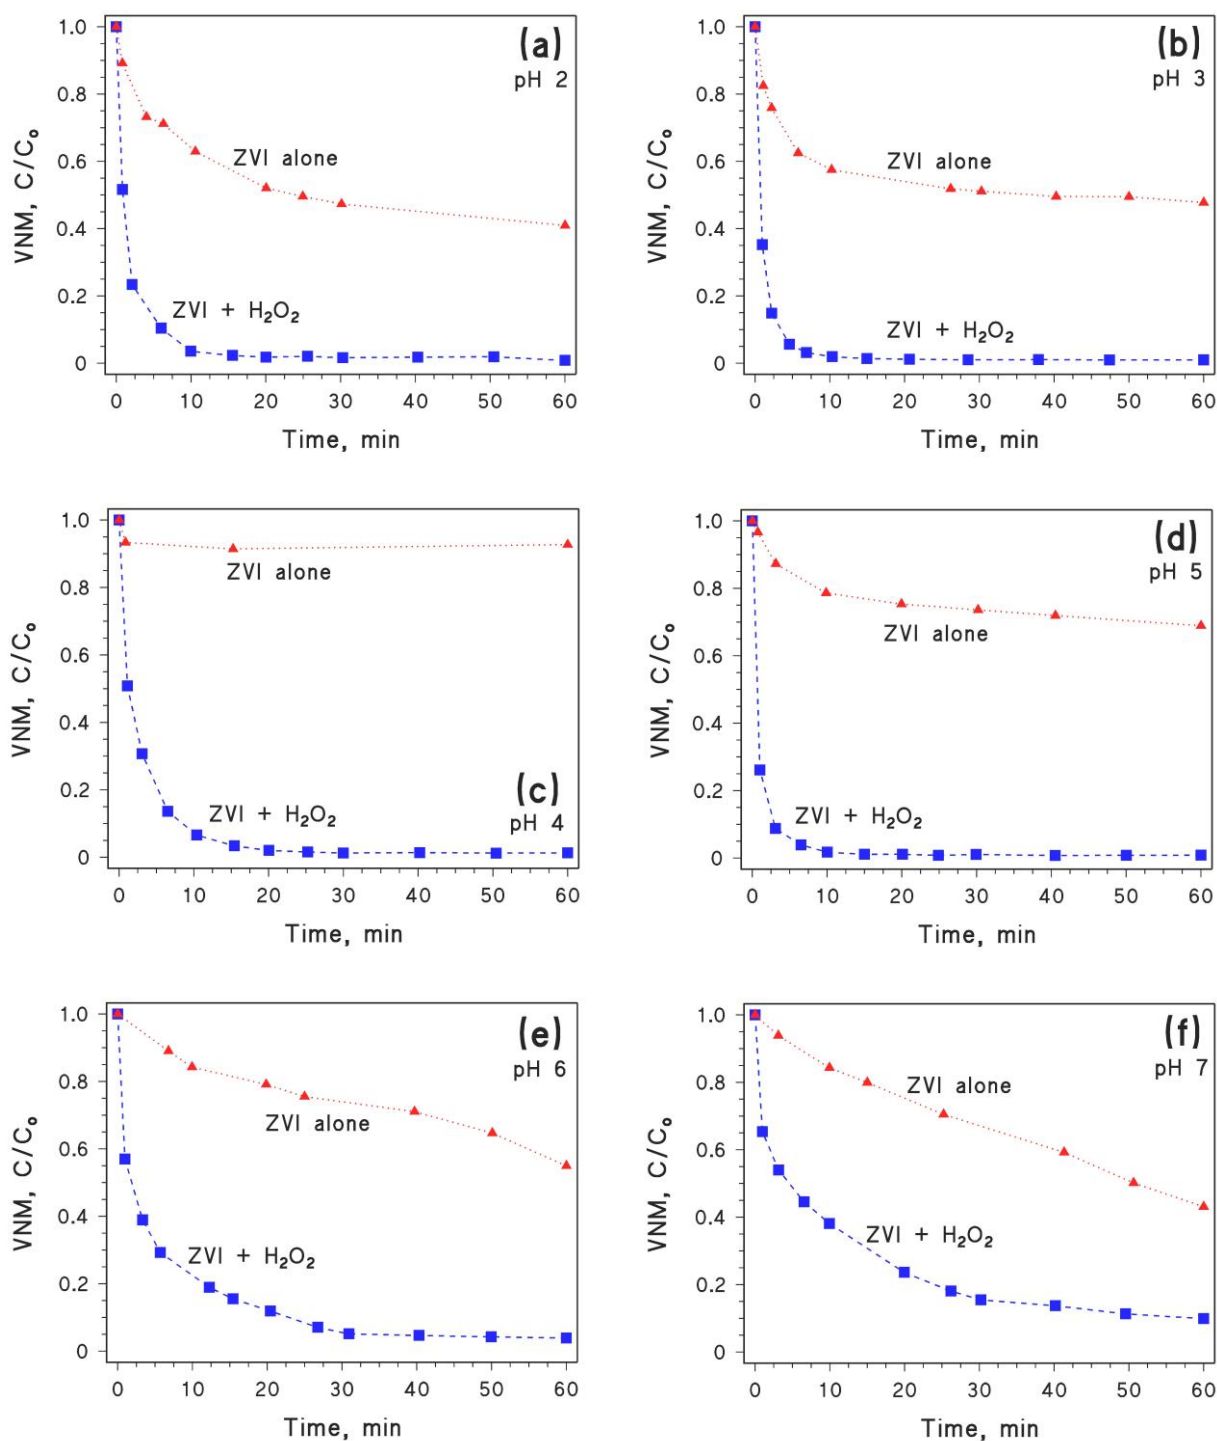 (a)
pH 2
VNM, C/C₀
1.0
0.8
0.6
0.4
0.2
0
ZVI alone
ZVI + H₂O₂
0 10 20 30 40 50 60
Time, min
(b)
pH 3
VNM, C/C₀
1.0
0.8
0.6
0.4
0.2
0
ZVI alone
ZVI + H₂O₂
0 10 20 30 40 50 60
Time, min
VNM, C/C₀
1.0
0.8
0.6
0.4
0.2
0
ZVI alone
(c)
pH 4
ZVI + H₂O₂
0 10 20 30 40 50 60
Time, min
(d)
pH 5
VNM, C/C₀
1.0
0.8
0.6
0.4
0.2
0
ZVI alone
ZVI + H₂O₂
0 10 20 30 40 50 60
Time, min
(e)
pH 6
VNM, C/C₀
1.0
0.8
0.6
0.4
0.2
0
ZVI alone
ZVI + H₂O₂
0 10 20 30 40 50 60
Time, min
(f)
pH 7
VNM, C/C₀
1.0
0.8
0.6
0.4
0.2
0
ZVI alone
ZVI + H₂O₂
0 10 20 30 40 50 60
Time, min